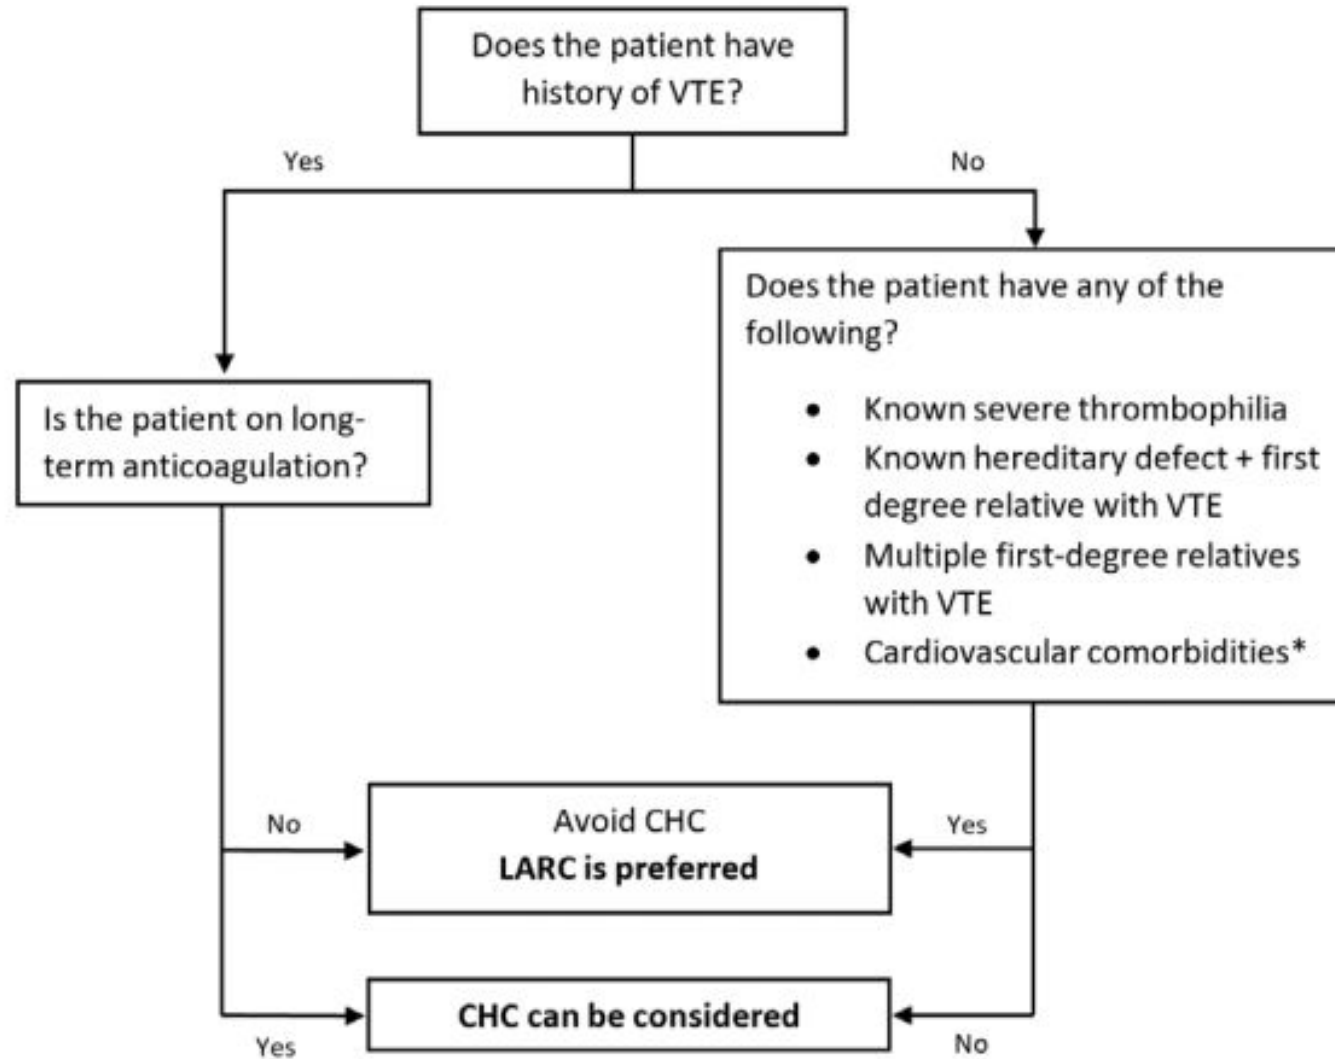 Does the patient have
history of VTE?
Yes
No
Does the patient have any of the
following?
• Known severe thrombophilia
• Known hereditary defect + first
degree relative with VTE
• Multiple first-degree relatives
with VTE
• Cardiovascular comorbidities*
Is the patient on long-
term anticoagulation?
No
Avoid CHC
LARC is preferred
Yes
Yes
CHC can be considered
No